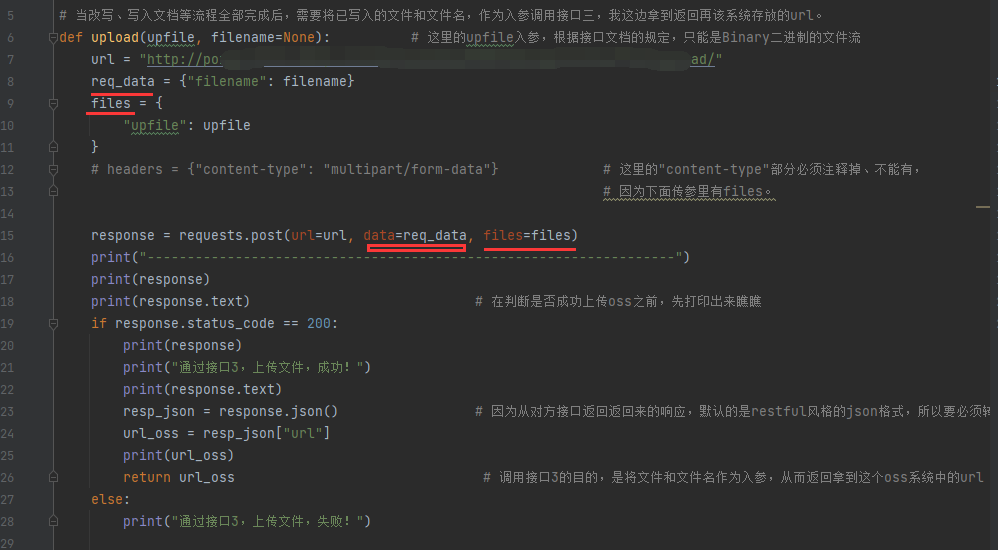 5 # 当改写、写入文档等流程全部完成后，需要将已写入的文件和文件名，作为入参调用接口三，我这边拿到返回再该系统存放的url。
6 def upload(upfile, filename=None): # 这里的upfile入参，根据接口文档的规定，只能是Binary二进制的文件流
7 url = "http://po ad/"
8 req_data = {"filename": filename}
9 files = {
10 "upfile": upfile
11 }
12 # headers = {"content-type": "multipart/form-data"} # 这里的"content-type"部分必须注释掉、不能有，
13 # 因为下面传参里有files。
14
15 response = requests.post(url=url, data=req_data, files=files)
16 print("------------------------------------------------------------------")
17 print(response)
18 print(response.text) # 在判断是否成功上传oss之前，先打印出来瞧瞧
19 if response.status_code == 200:
20 print(response)
21 print("通过接口3，上传文件，成功！")
22 print(response.text)
23 resp_json = response.json() # 因为从对方接口返回返回来的响应，默认的是restful风格的json格式，所以要必须转
24 url_oss = resp_json["url"]
25 print(url_oss)
26 return url_oss # 调用接口3的目的，是将文件和文件名作为入参，从而返回拿到这个oss系统中的url
27 else:
28 print("通过接口3，上传文件，失败！")
29